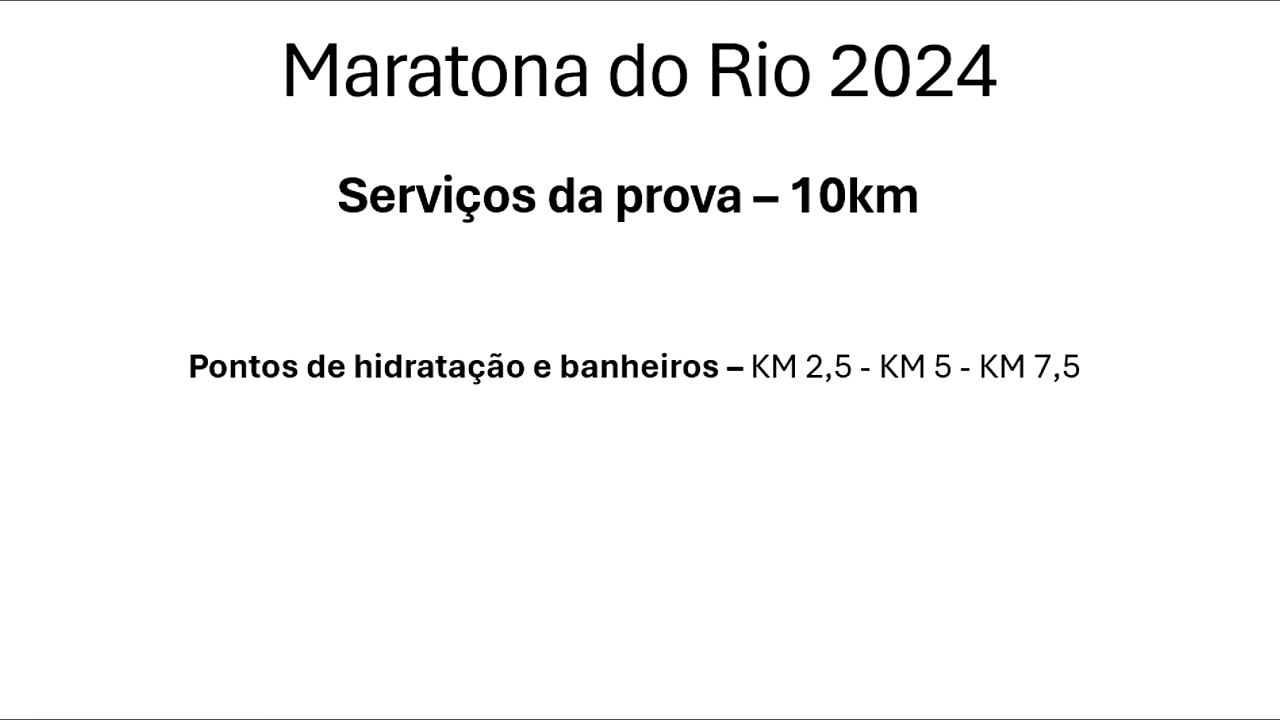 Maratona do Rio 2024
Serviços da prova – 10km
Pontos de hidratação e banheiros – KM 2,5 - KM 5 - KM 7,5